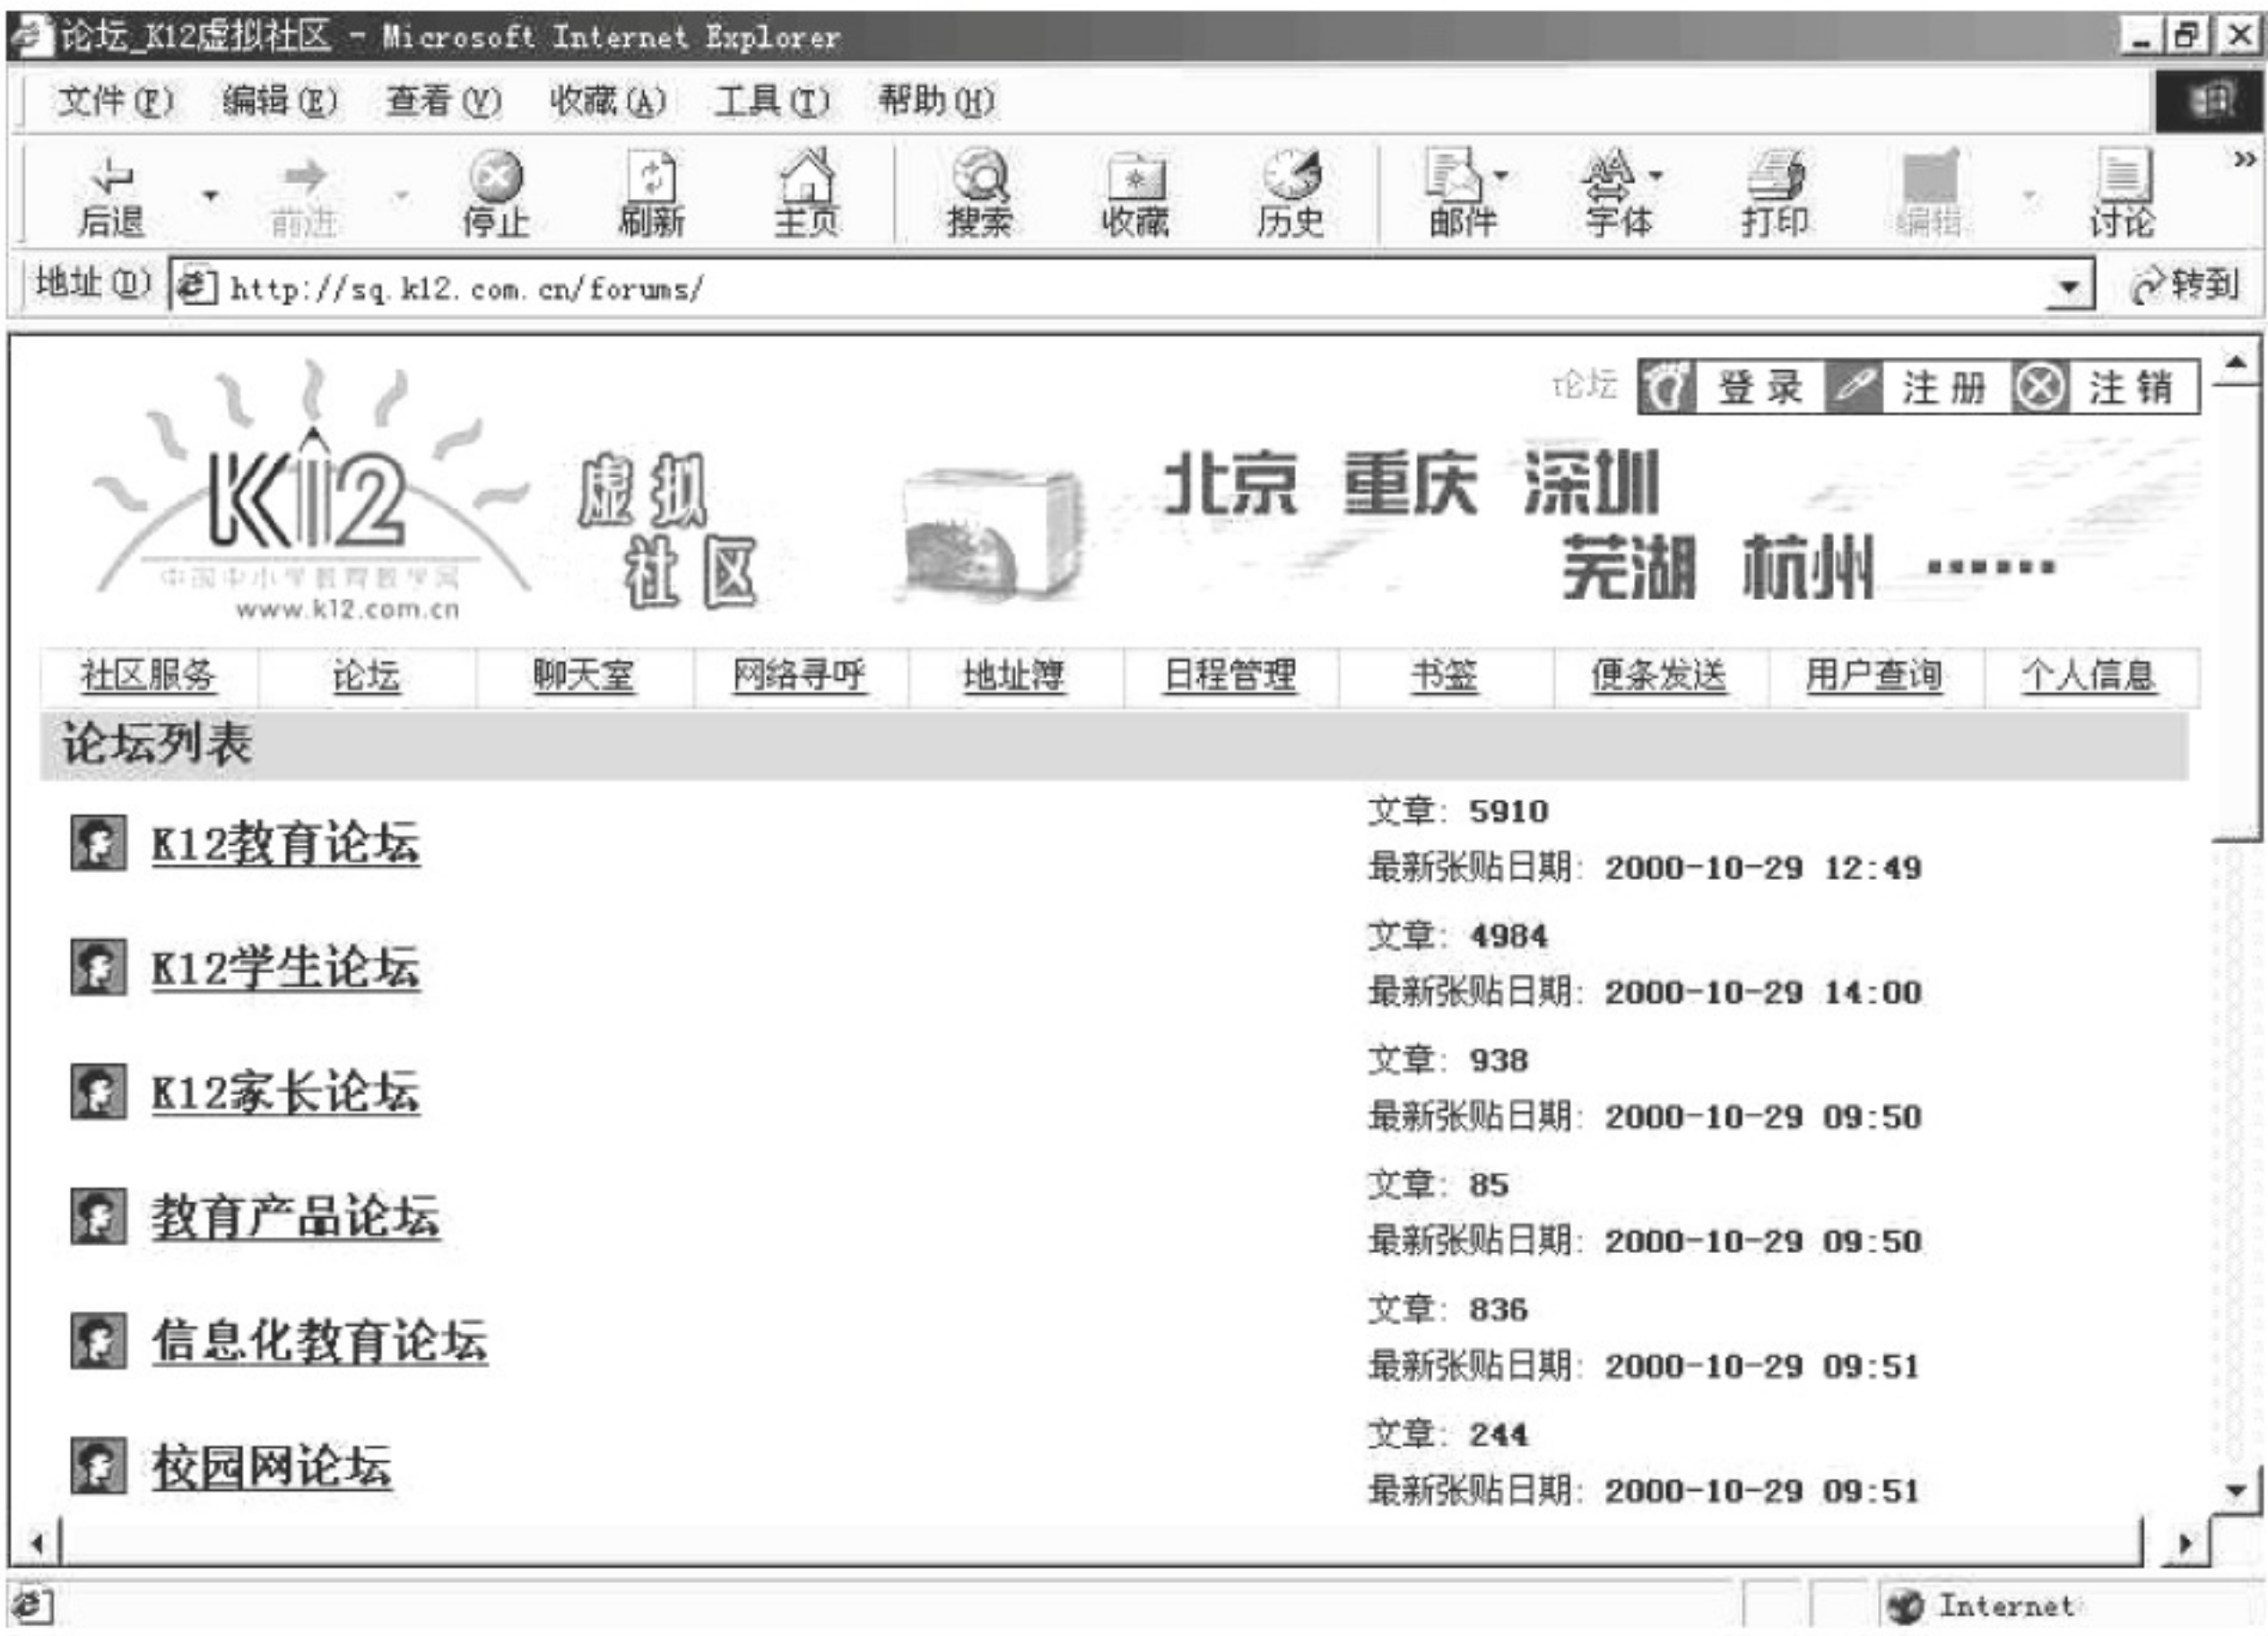 论坛_K12虚拟社区 - Microsoft Internet Explorer
文件(F) 编辑(E) 查看(V) 收藏(A) 工具(T) 帮助(H)
后退 前进 停止 刷新 主页 搜索 收藏 历史 邮件 字体 打印 编辑 讨论 »
地址(D) http://sq.k12.com.cn/forums/ 转到
论坛 登录 注册 注销
K12 虚拟社区
中国中小学教育教学网
www.k12.com.cn
北京 重庆 深圳
芜湖 杭州 ······
社区服务 论坛 聊天室 网络寻呼 地址簿 日程管理 书签 便条发送 用户查询 个人信息
论坛列表
K12教育论坛
文章: 5910
最新张贴日期: 2000-10-29 12:49
K12学生论坛
文章: 4984
最新张贴日期: 2000-10-29 14:00
K12家长论坛
文章: 938
最新张贴日期: 2000-10-29 09:50
教育产品论坛
文章: 85
最新张贴日期: 2000-10-29 09:50
信息化教育论坛
文章: 836
最新张贴日期: 2000-10-29 09:51
校园网论坛
文章: 244
最新张贴日期: 2000-10-29 09:51
Internet